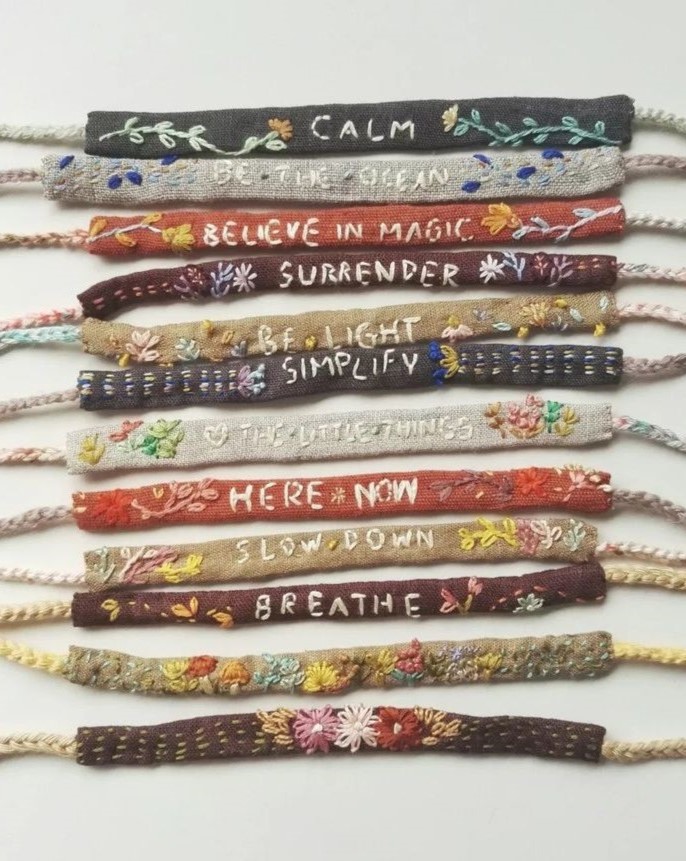 CALM
BE·THE·OCEAN
BELIEVE IN MAGIC
SURRENDER
BE·LIGHT
SIMPLIFY
♡ THE·LITTLE·THINGS
HERE * NOW
SLOW·DOWN
BREATHE